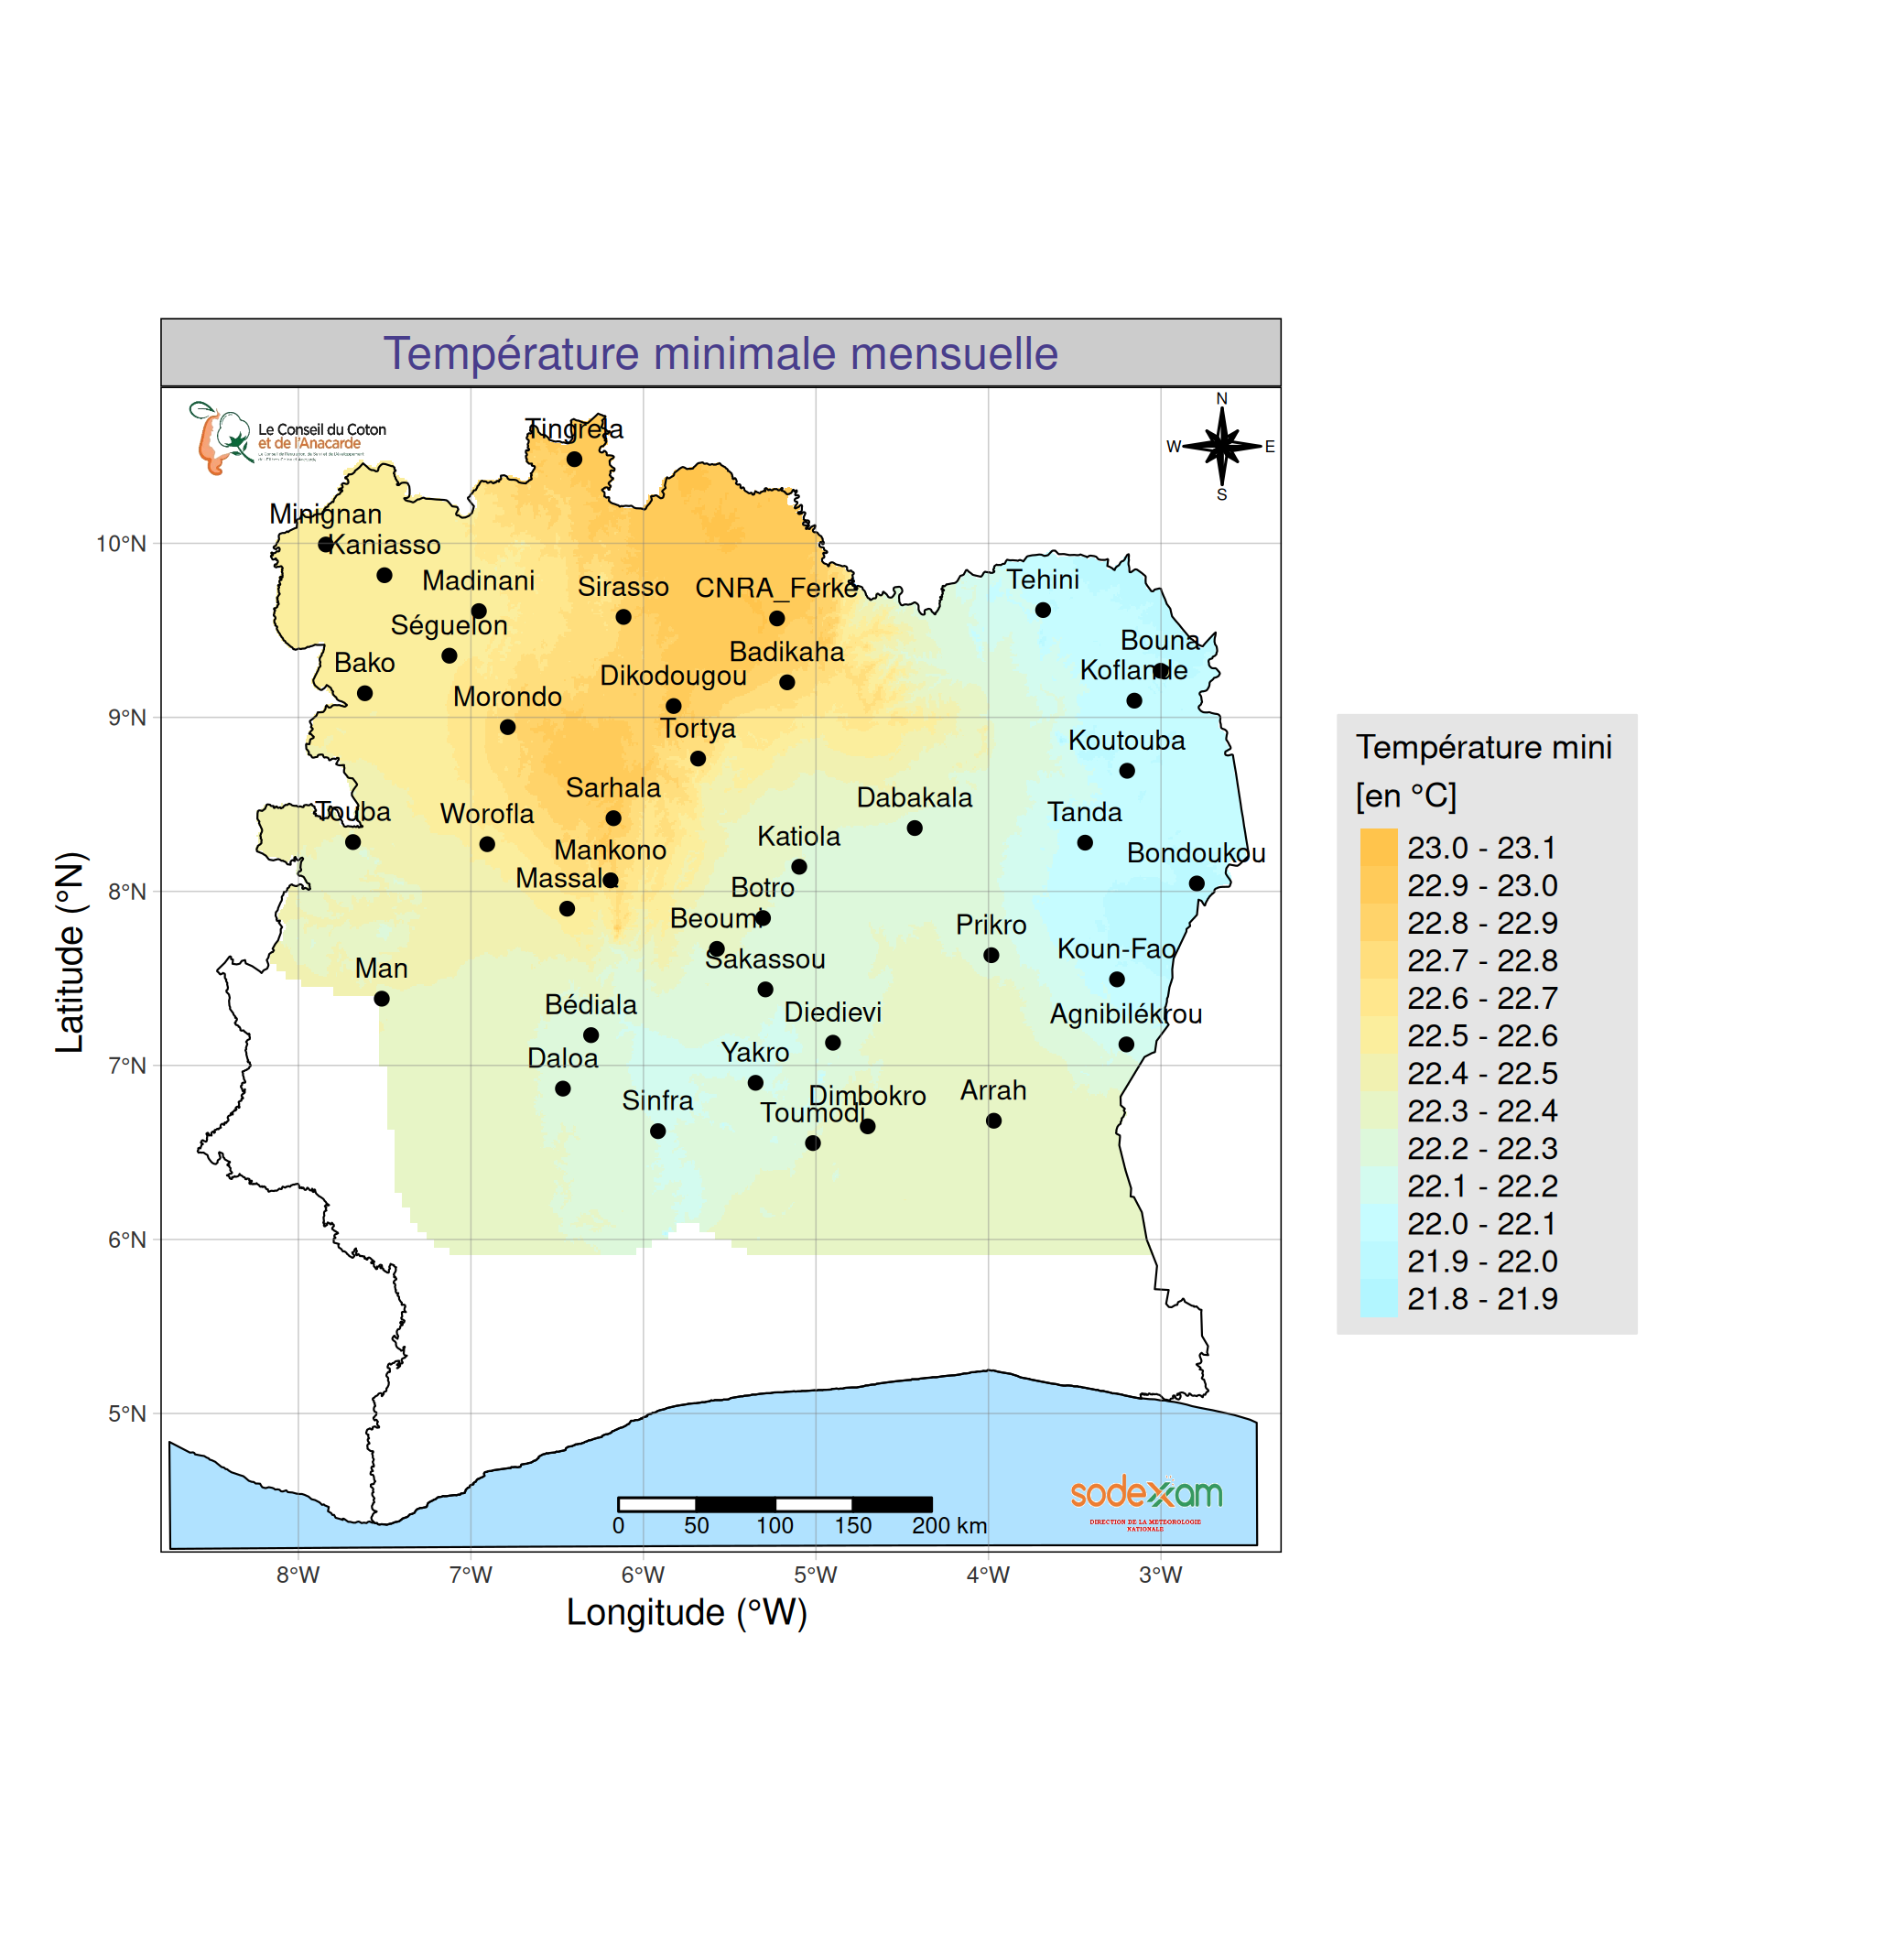 Température minimale mensuelle
Le Conseil du Coton
et de l'Anacarde
N
W E
S
Tingrela
Minignan
Kaniasso
Madinani
Sirasso
CNRA_Ferke
Tehini
Séguelon
Bouna
Bako
Badikaha
Koflande
Dikodougou
Morondo
Tortya
Koutouba
Sarhala
Dabakala
Touba
Worofla
Tanda
Katiola
Mankono
Bondoukou
Massala
Botro
Beoumi
Prikro
Koun-Fao
Sakassou
Man
Bédiala
Diedievi
Agnibilékrou
Daloa
Yakro
Sinfra
Dimbokro
Arrah
Toumodi
10°N
9°N
8°N
7°N
6°N
5°N
Latitude (°N)
8°W 7°W 6°W 5°W 4°W 3°W
Longitude (°W)
0 50 100 150 200 km
sodexam
DIRECTION DE LA METEOROLOGIE
NATIONALE
Température mini
[en °C]
23.0 - 23.1
22.9 - 23.0
22.8 - 22.9
22.7 - 22.8
22.6 - 22.7
22.5 - 22.6
22.4 - 22.5
22.3 - 22.4
22.2 - 22.3
22.1 - 22.2
22.0 - 22.1
21.9 - 22.0
21.8 - 21.9